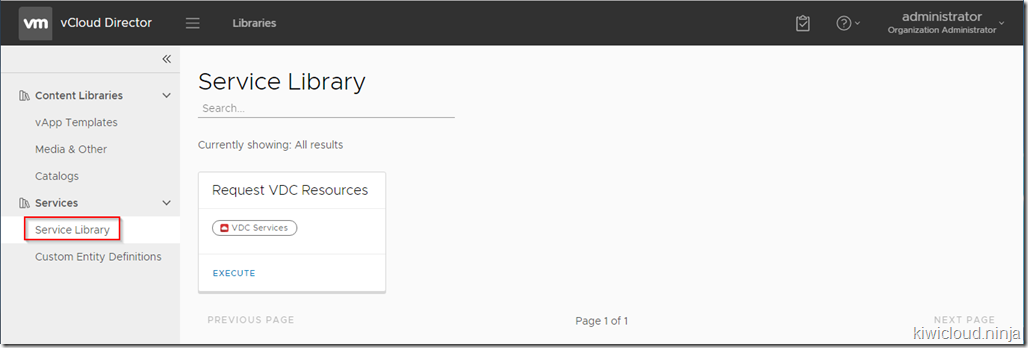 vm vCloud Director Libraries administrator
Organization Administrator
Service Library
Search...
Currently showing: All results
Content Libraries
vApp Templates
Media & Other
Catalogs
Services
Service Library
Custom Entity Definitions
Request VDC Resources
VDC Services
EXECUTE
PREVIOUS PAGE Page 1 of 1 NEXT PAGE
kiwicloud.ninja